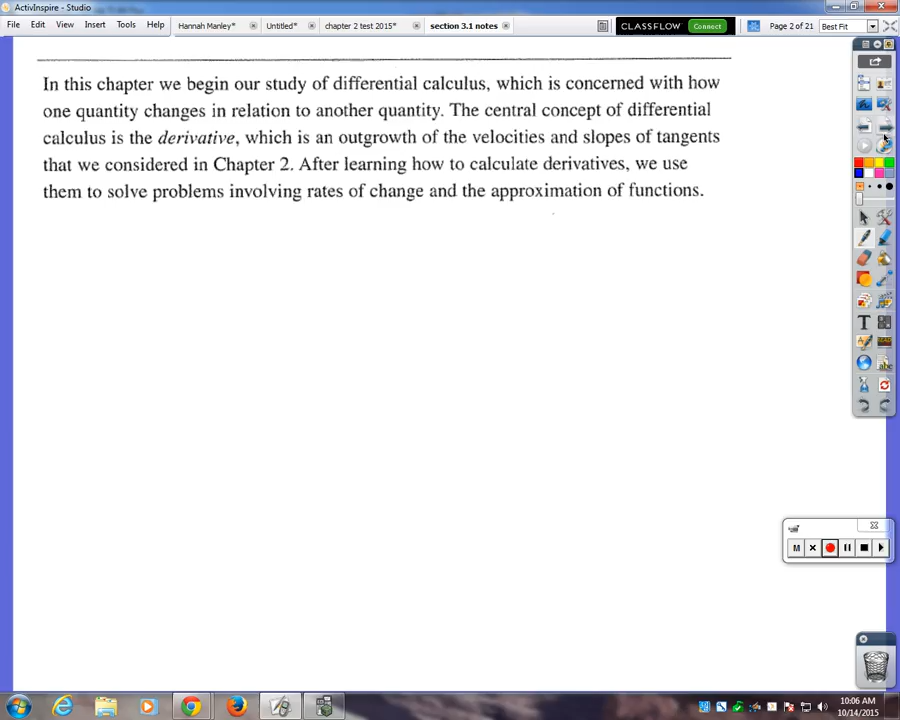 ActivInspire - Studio
File Edit View Insert Tools Help
Hannah Manley* Untitled* chapter 2 test 2015* section 3.1 notes CLASSFLOW Connect Page 2 of 21 Best Fit
In this chapter we begin our study of differential calculus, which is concerned with how
one quantity changes in relation to another quantity. The central concept of differential
calculus is the derivative, which is an outgrowth of the velocities and slopes of tangents
that we considered in Chapter 2. After learning how to calculate derivatives, we use
them to solve problems involving rates of change and the approximation of functions.
M
10:06 AM
10/14/2015